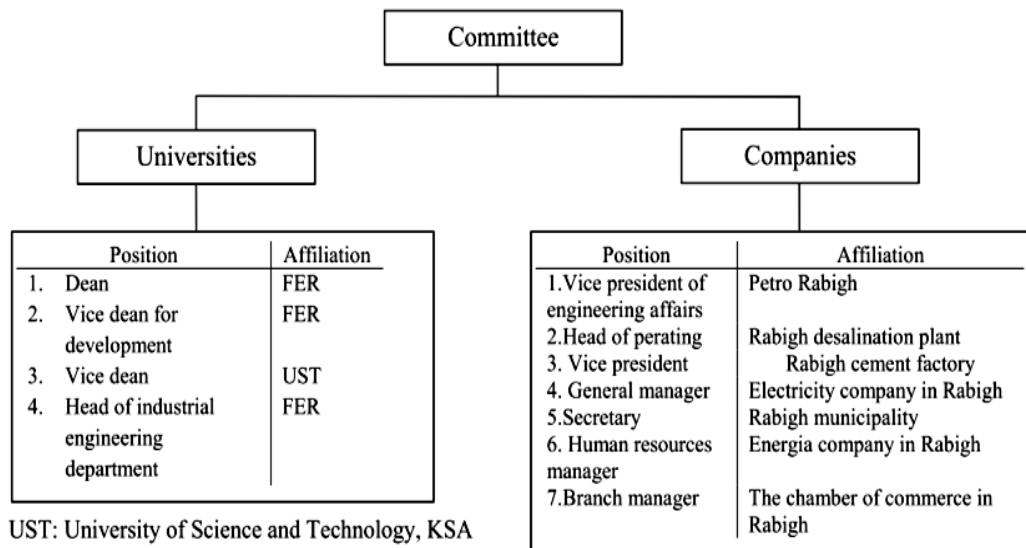 Committee
Universities
Companies
Position Affiliation
1. Dean FER
2. Vice dean for FER
development
3. Vice dean UST
4. Head of industrial FER
engineering
department
UST: University of Science and Technology, KSA
Position Affiliation
1.Vice president of Petro Rabigh
engineering affairs
2.Head of perating Rabigh desalination plant
3. Vice president Rabigh cement factory
4. General manager Electricity company in Rabigh
5.Secretary Rabigh municipality
6. Human resources Energia company in Rabigh
manager
7.Branch manager The chamber of commerce in
Rabigh